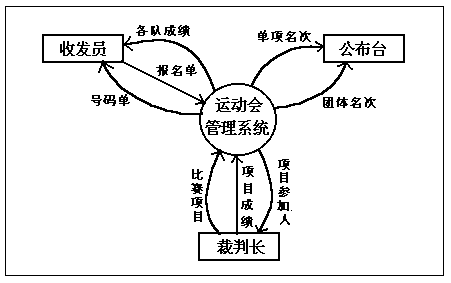 各队成绩
单项名次
收发员
公布台
报名单
号码单
运动会
管理系统
团体名次
比赛项目
项目成绩
项目参加人
裁判长